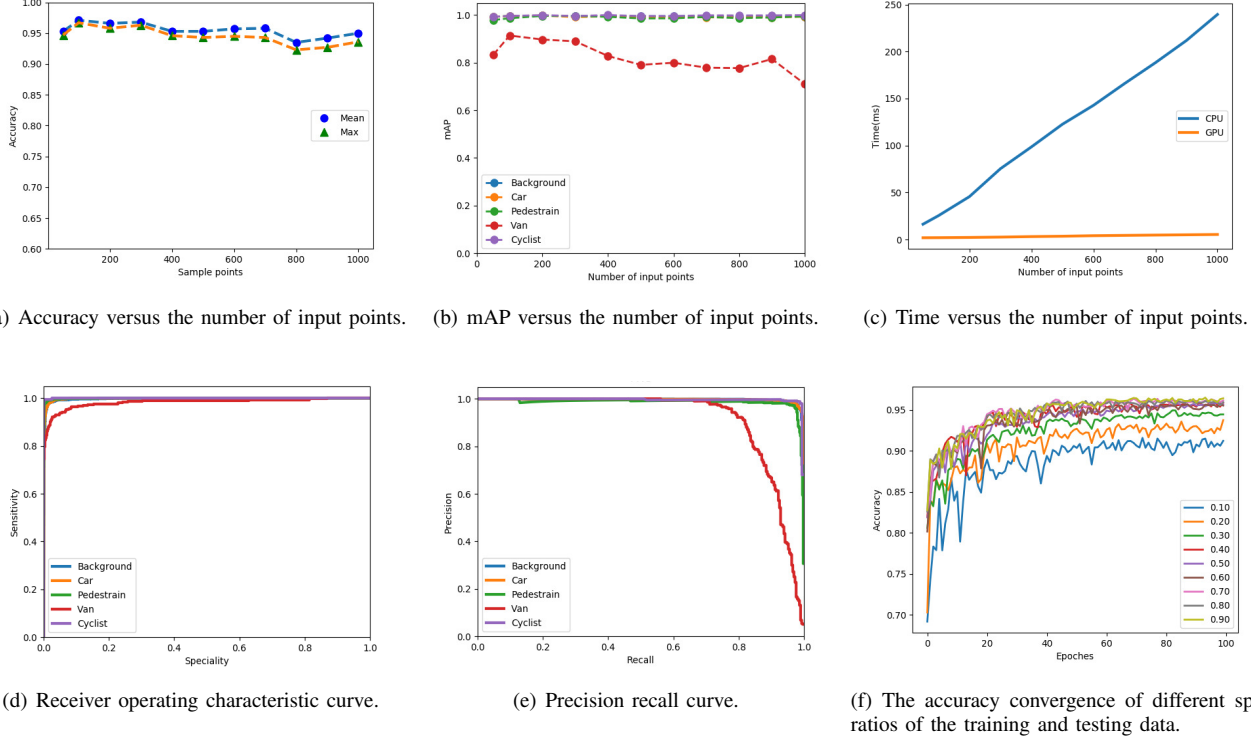 1.00
0.95
0.90
0.85
0.80
0.75
0.70
0.65
0.60
Accuracy
200 400 600 800 1000
Sample points
Mean
Max
1.0
0.8
0.6
0.4
0.2
0.0
mAP
0 200 400 600 800 1000
Number of input points
Background
Car
Pedestrain
Van
Cyclist
250
200
150
100
50
0
Time(ms)
200 400 600 800 1000
Number of input points
CPU
GPU
) Accuracy versus the number of input points.
(b) mAP versus the number of input points.
(c) Time versus the number of input points.
1.0
0.8
0.6
0.4
0.2
0.0
Sensitivity
0.0 0.2 0.4 0.6 0.8 1.0
Speciality
Background
Car
Pedestrain
Van
Cyclist
1.0
0.8
0.6
0.4
0.2
0.0
Precision
0.0 0.2 0.4 0.6 0.8 1.0
Recall
Background
Car
Pedestrain
Van
Cyclist
0.95
0.90
0.85
0.80
0.75
0.70
Accuracy
0 20 40 60 80 100
Epoches
0.10
0.20
0.30
0.40
0.50
0.60
0.70
0.80
0.90
(d) Receiver operating characteristic curve.
(e) Precision recall curve.
(f) The accuracy convergence of different sp
ratios of the training and testing data.